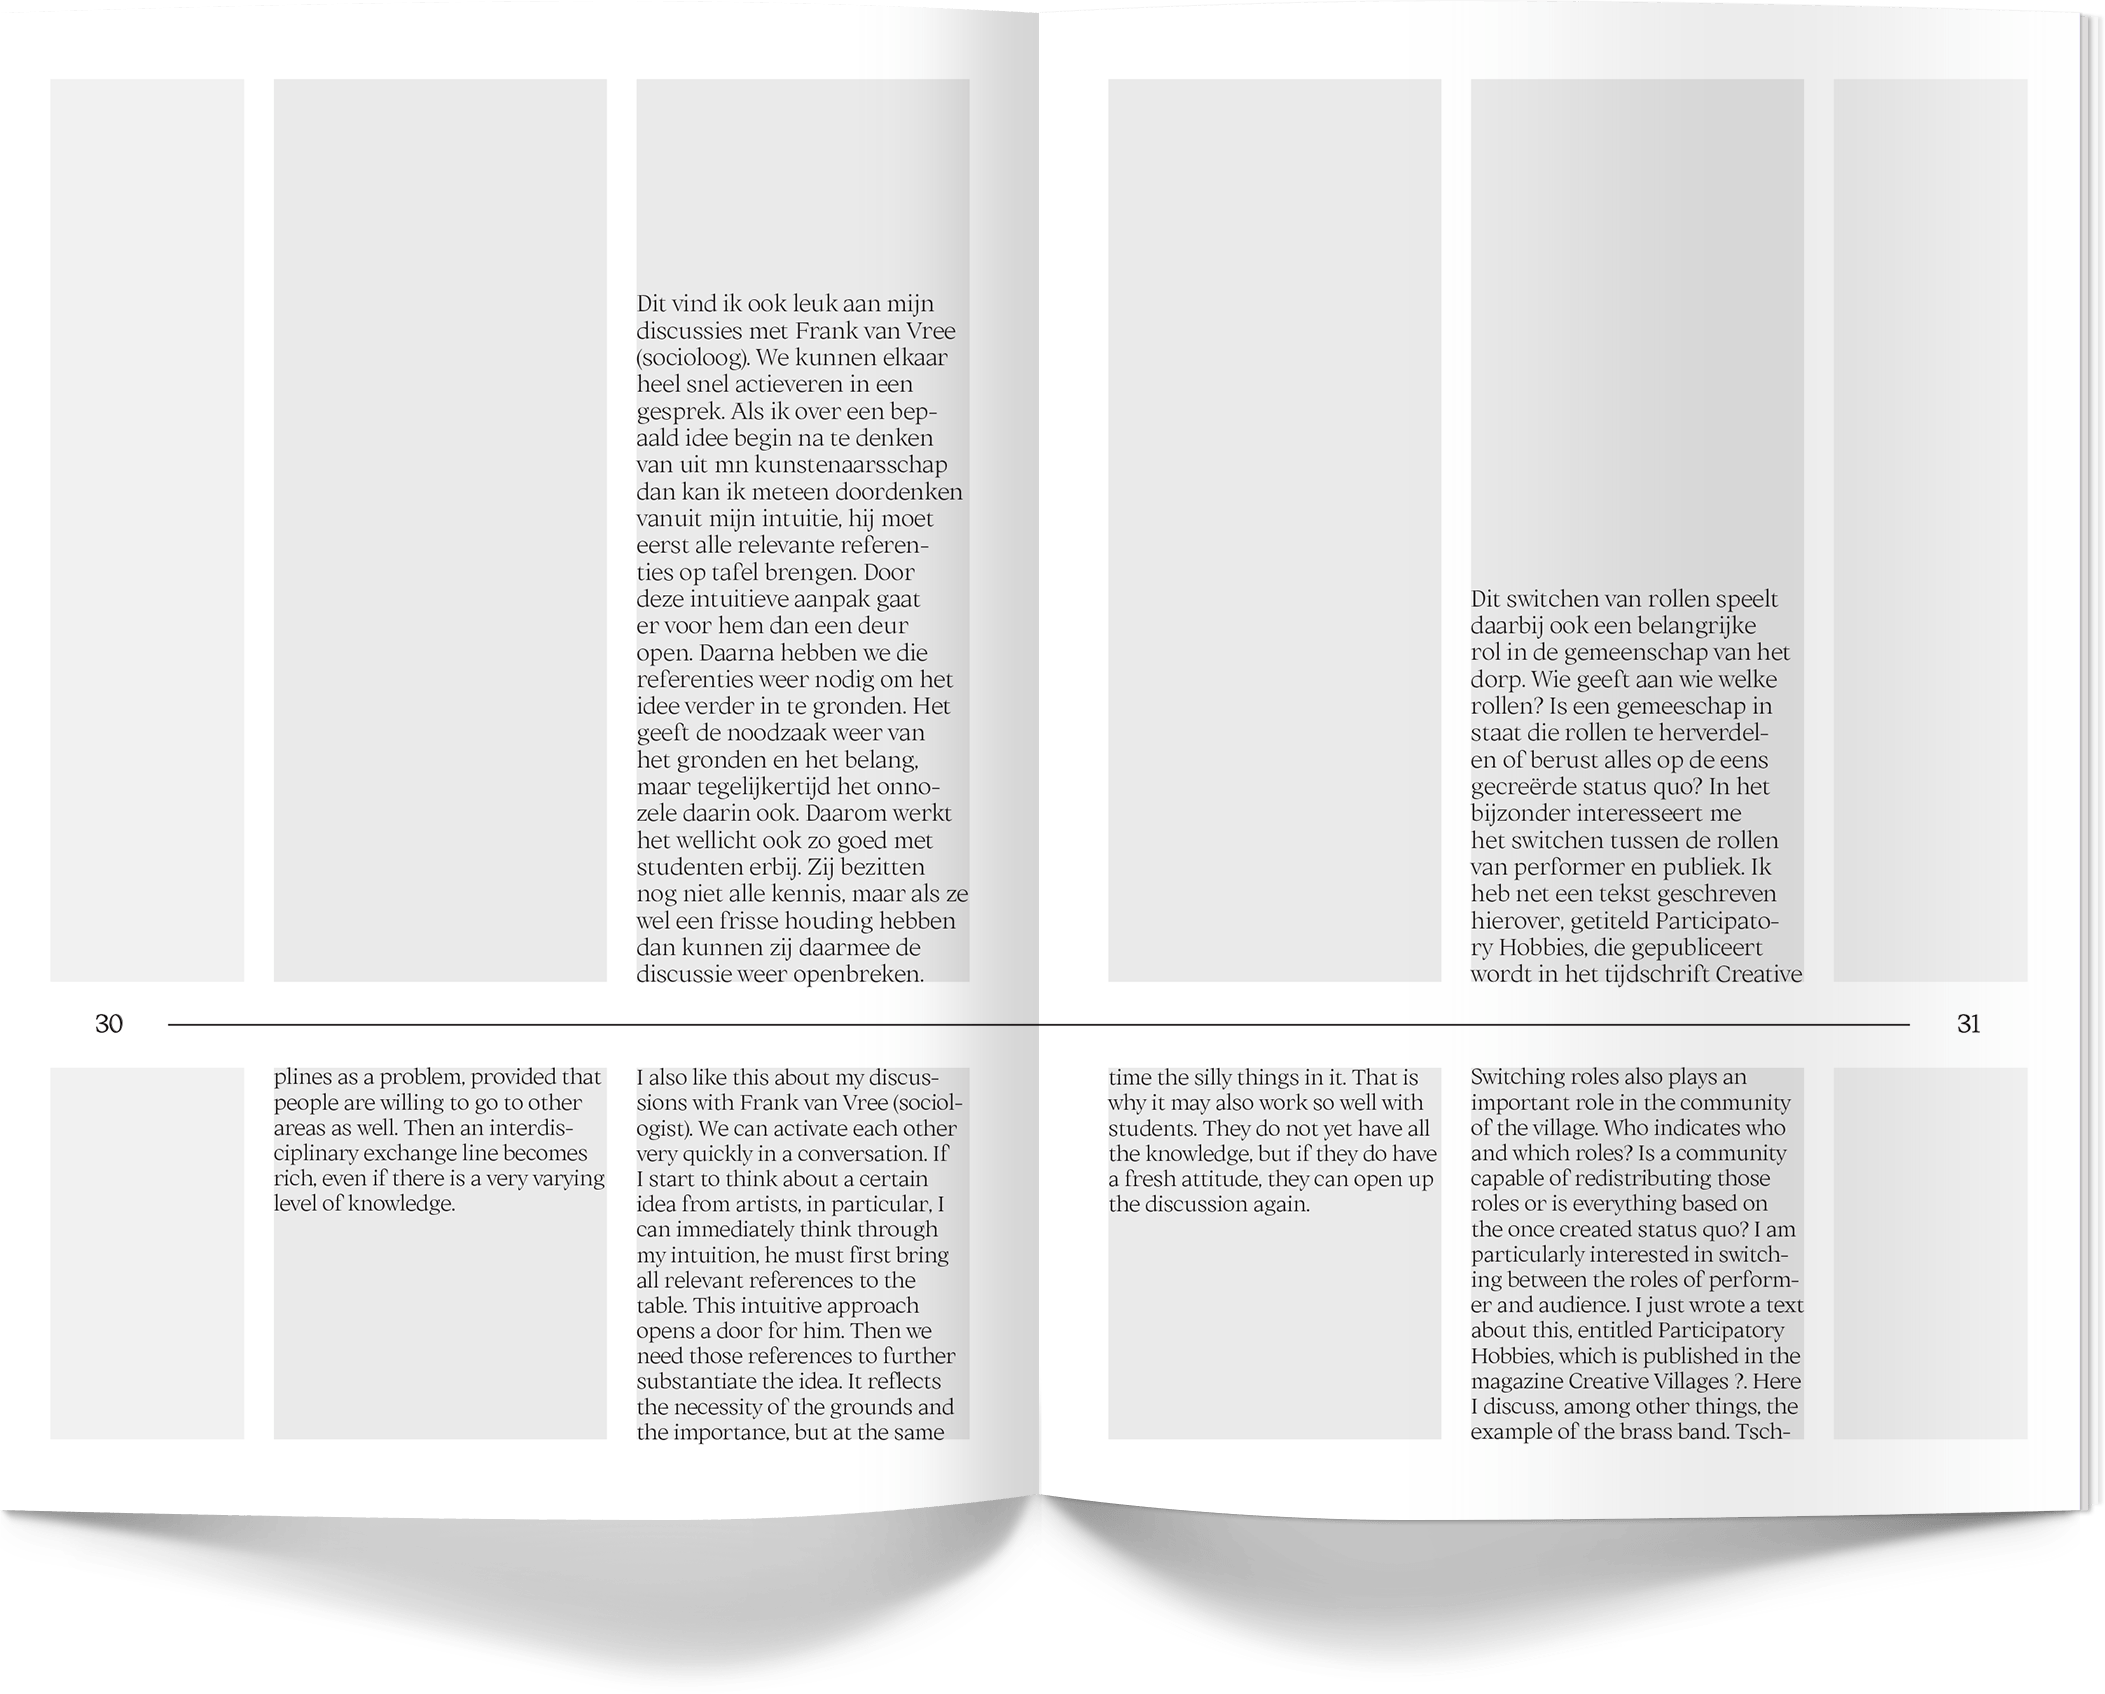 Dit vind ik ook leuk aan mijn
discussies met Frank van Vree
(socioloog). We kunnen elkaar
heel snel actieveren in een
gesprek. Als ik over een bep-
aald idee begin na te denken
van uit mn kunstenaarsschap
dan kan ik meteen doordenken
vanuit mijn intuitie, hij moet
eerst alle relevante referen-
ties op tafel brengen. Door
deze intuitieve aanpak gaat
er voor hem dan een deur
open. Daarna hebben we die
referenties weer nodig om het
idee verder in te gronden. Het
geeft de noodzaak weer van
het gronden en het belang,
maar tegelijkertijd het onno-
zele daarin ook. Daarom werkt
het wellicht ook zo goed met
studenten erbij. Zij bezitten
nog niet alle kennis, maar als ze
wel een frisse houding hebben
dan kunnen zij daarmee de
discussie weer openbreken.
30
plines as a problem, provided that
people are willing to go to other
areas as well. Then an interdis-
ciplinary exchange line becomes
rich, even if there is a very varying
level of knowledge.
I also like this about my discus-
sions with Frank van Vree (sociol-
ogist). We can activate each other
very quickly in a conversation. If
I start to think about a certain
idea from artists, in particular, I
can immediately think through
my intuition, he must first bring
all relevant references to the
table. This intuitive approach
opens a door for him. Then we
need those references to further
substantiate the idea. It reflects
the necessity of the grounds and
the importance, but at the same
Dit switchen van rollen speelt
daarbij ook een belangrijke
rol in de gemeenschap van het
dorp. Wie geeft aan wie welke
rollen? Is een gemeeschap in
staat die rollen te herverdel-
en of berust alles op de eens
gecreërde status quo? In het
bijzonder interesseert me
het switchen tussen de rollen
van performer en publiek. Ik
heb net een tekst geschreven
hierover, getiteld Participato-
ry Hobbies, die gepubliceert
wordt in het tijdschrift Creative
31
time the silly things in it. That is
why it may also work so well with
students. They do not yet have all
the knowledge, but if they do have
a fresh attitude, they can open up
the discussion again.
Switching roles also plays an
important role in the community
of the village. Who indicates who
and which roles? Is a community
capable of redistributing those
roles or is everything based on
the once created status quo? I am
particularly interested in switch-
ing between the roles of perform-
er and audience. I just wrote a text
about this, entitled Participatory
Hobbies, which is published in the
magazine Creative Villages ?. Here
I discuss, among other things, the
example of the brass band. Tsch-